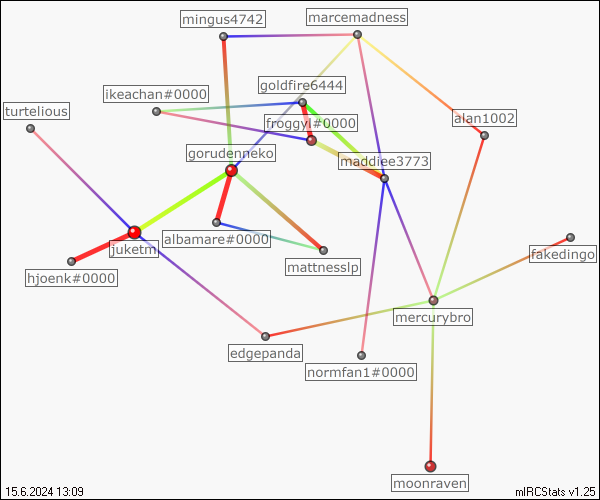 mingus4742
marcemadness
goldfire6444
ikeachan#0000
turtelious
froggyl#0000
alan1002
gorudenneko
maddiee3773
juketm
albamare#0000
mattnesslp
fakedingo
hjoenk#0000
mercurybro
edgepanda
normfan1#0000
moonraven
15.6.2024 13:09
mIRCStats v1.25